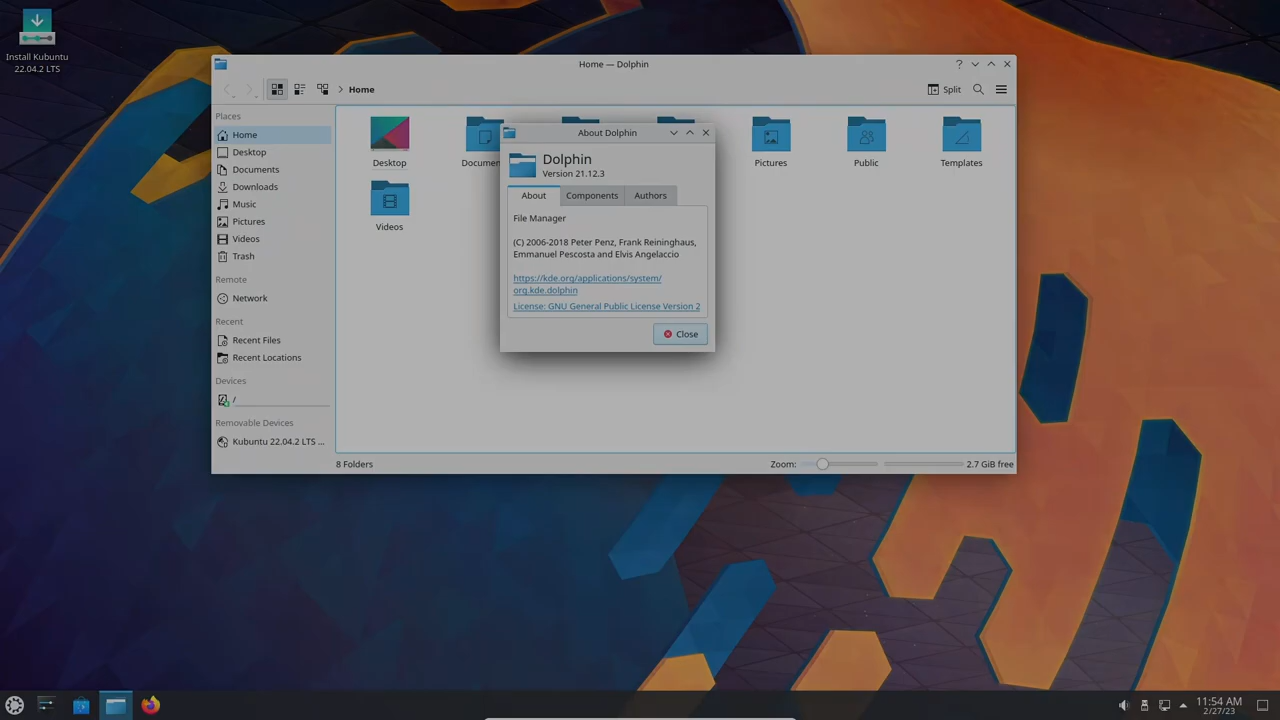 Install Kubuntu
22.04.2 LTS
Home — Dolphin
Home
Split
Places
Home
Desktop
Documents
Downloads
Music
Pictures
Videos
Trash
Remote
Network
Recent
Recent Files
Recent Locations
Devices
/
Removable Devices
Kubuntu 22.04.2 LTS ...
Desktop
Documen
Pictures
Public
Templates
Videos
About Dolphin
Dolphin
Version 21.12.3
About Components Authors
File Manager
(C) 2006-2018 Peter Penz, Frank Reininghaus,
Emmanuel Pescosta and Elvis Angelaccio
https://kde.org/applications/system/
org.kde.dolphin
License: GNU General Public License Version 2
Close
8 Folders
Zoom:
2.7 GiB free
11:54 AM
2/27/23